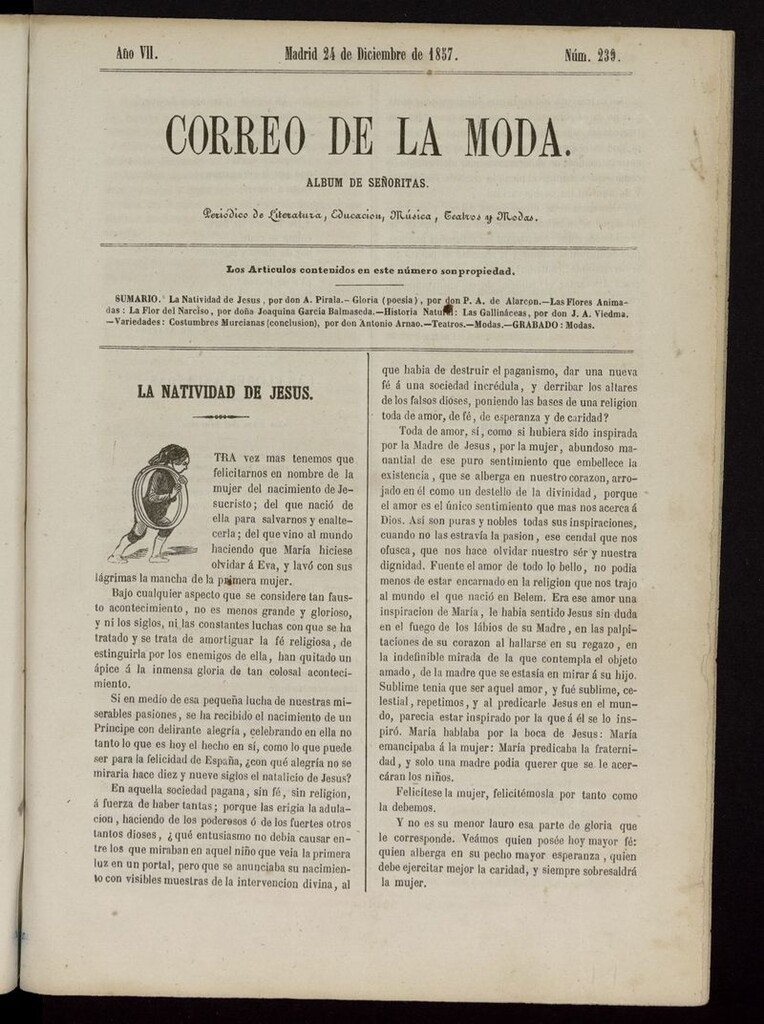 Año VII. Madrid 24 de Diciembre de 1857. Núm. 239.
CORREO DE LA MODA.
ALBUM DE SEÑORITAS.
Periódico de Literatura, Educacion, Música, Teatros y Modas.
Los Artículos contenidos en este número son propiedad.
SUMARIO. La Natividad de Jesus, por don A. Pirala.—Gloria (poesía), por don P. A. de Alarcon.—Las Flores Anima-
das: La Flor del Narciso, por doña Joaquina García Balmaseda.—Historia Natural: Las Gallináceas, por don J. A. Viedma.
—Variedades: Costumbres Murcianas (conclusion), por don Antonio Arnao.—Teatros.—Modas.—GRABADO: Modas.
LA NATIVIDAD DE JESUS.
TRA vez mas tenemos que
felicitarnos en nombre de la
mujer del nacimiento de Je-
sucristo; del que nació de
ella para salvarnos y enalte-
cerla; del que vino al mundo
haciendo que María hiciese
olvidar á Eva, y lavó con sus
lágrimas la mancha de la primera mujer.
Bajo cualquier aspecto que se considere tan faus-
to acontecimiento, no es menos grande y glorioso,
y ni los siglos, ni las constantes luchas con que se ha
tratado y se trata de amortiguar la fé religiosa, de
estinguirla por los enemigos de ella, han quitado un
ápice á la inmensa gloria de tan colosal aconteci-
miento.
Si en medio de esa pequeña lucha de nuestras mi-
serables pasiones, se ha recibido el nacimiento de un
Príncipe con delirante alegría, celebrando en ella no
tanto lo que es hoy el hecho en sí, como lo que puede
ser para la felicidad de España, ¿con qué alegría no se
miraria hace diez y nueve siglos el natalicio de Jesus?
En aquella sociedad pagana, sin fé, sin religion,
á fuerza de haber tantas; porque las erigia la adula-
cion, haciendo de los poderosos ó de los fuertes otros
tantos dioses, ¿qué entusiasmo no debia causar en-
tre los que miraban en aquel niño que veia la primera
luz en un portal, pero que se anunciaba su nacimien-
to con visibles muestras de la intervencion divina, al
que habia de destruir el paganismo, dar una nueva
fé á una sociedad incrédula, y derribar los altares
de los falsos dioses, poniendo las bases de una religion
toda de amor, de fé, de esperanza y de caridad?
Toda de amor, sí, como si hubiera sido inspirada
por la Madre de Jesus, por la mujer, abundoso ma-
nantial de ese puro sentimiento que embellece la
existencia, que se alberga en nuestro corazon, arro-
jado en él como un destello de la divinidad, porque
el amor es el único sentimiento que mas nos acerca á
Dios. Así son puras y nobles todas sus inspiraciones,
cuando no las estravía la pasion, ese cendal que nos
ofusca, que nos hace olvidar nuestro sér y nuestra
dignidad. Fuente el amor de todo lo bello, no podia
menos de estar encarnado en la religion que nos trajo
al mundo el que nació en Belem. Era ese amor una
inspiracion de María, le habia sentido Jesus sin duda
en el fuego de los lábios de su Madre, en las palpi-
taciones de su corazon al hallarse en su regazo, en
la indefinible mirada de la que contempla el objeto
amado, de la madre que se estasía en mirar á su hijo.
Sublime tenia que ser aquel amor, y fué sublime, ce-
lestial, repetimos, y al predicarle Jesus en el mun-
do, parecia estar inspirado por la que á él se lo ins-
piró. María hablaba por la boca de Jesus: María
emancipaba á la mujer: María predicaba la fraterni-
dad, y solo una madre podia querer que se le acer-
cáran los niños.
Felicítese la mujer, felicitémosla por tanto como
la debemos.
Y no es su menor lauro esa parte de gloria que
le corresponde. Veámos quien posée hoy mayor fé:
quien alberga en su pecho mayor esperanza, quien
debe ejercitar mejor la caridad, y siempre sobresaldrá
la mujer.